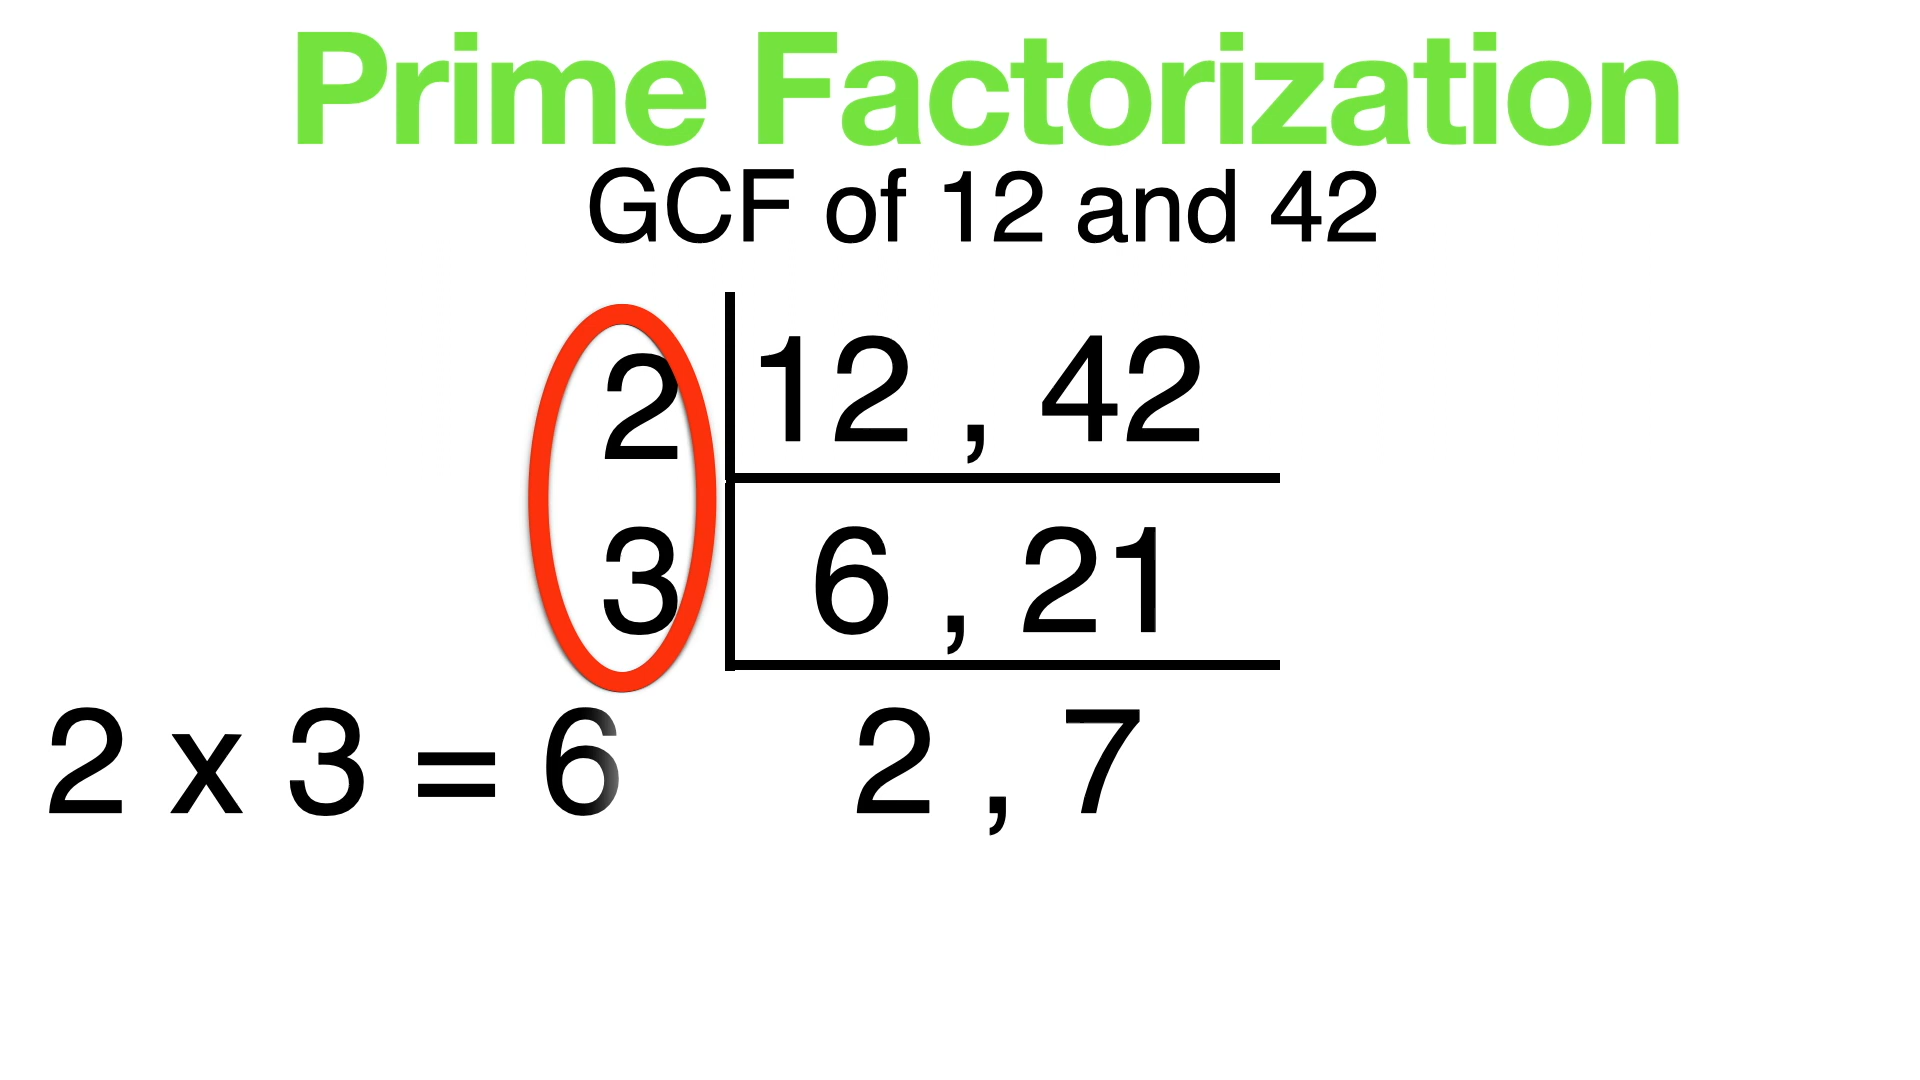 Prime Factorization
GCF of 12 and 42
2 12 , 42
3 6 , 21
2 x 3 = 6 2 , 7